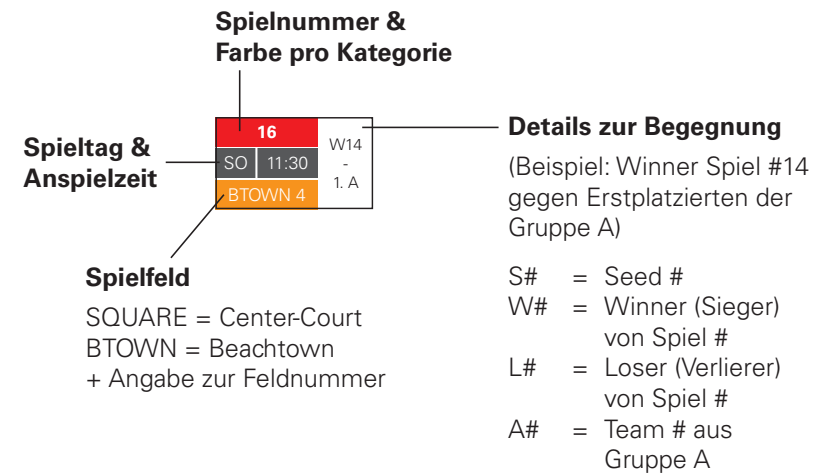 Spielnummer &
Farbe pro Kategorie
Spieltag &
Anspielzeit
16
SO 11:30
BTOWN 4
W14
-
1. A
Details zur Begegnung
(Beispiel: Winner Spiel #14
gegen Erstplatzierten der
Gruppe A)
Spielfeld
SQUARE = Center-Court
BTOWN = Beachtown
+ Angabe zur Feldnummer
S# = Seed #
W# = Winner (Sieger)
von Spiel #
L# = Loser (Verlierer)
von Spiel #
A# = Team # aus
Gruppe A